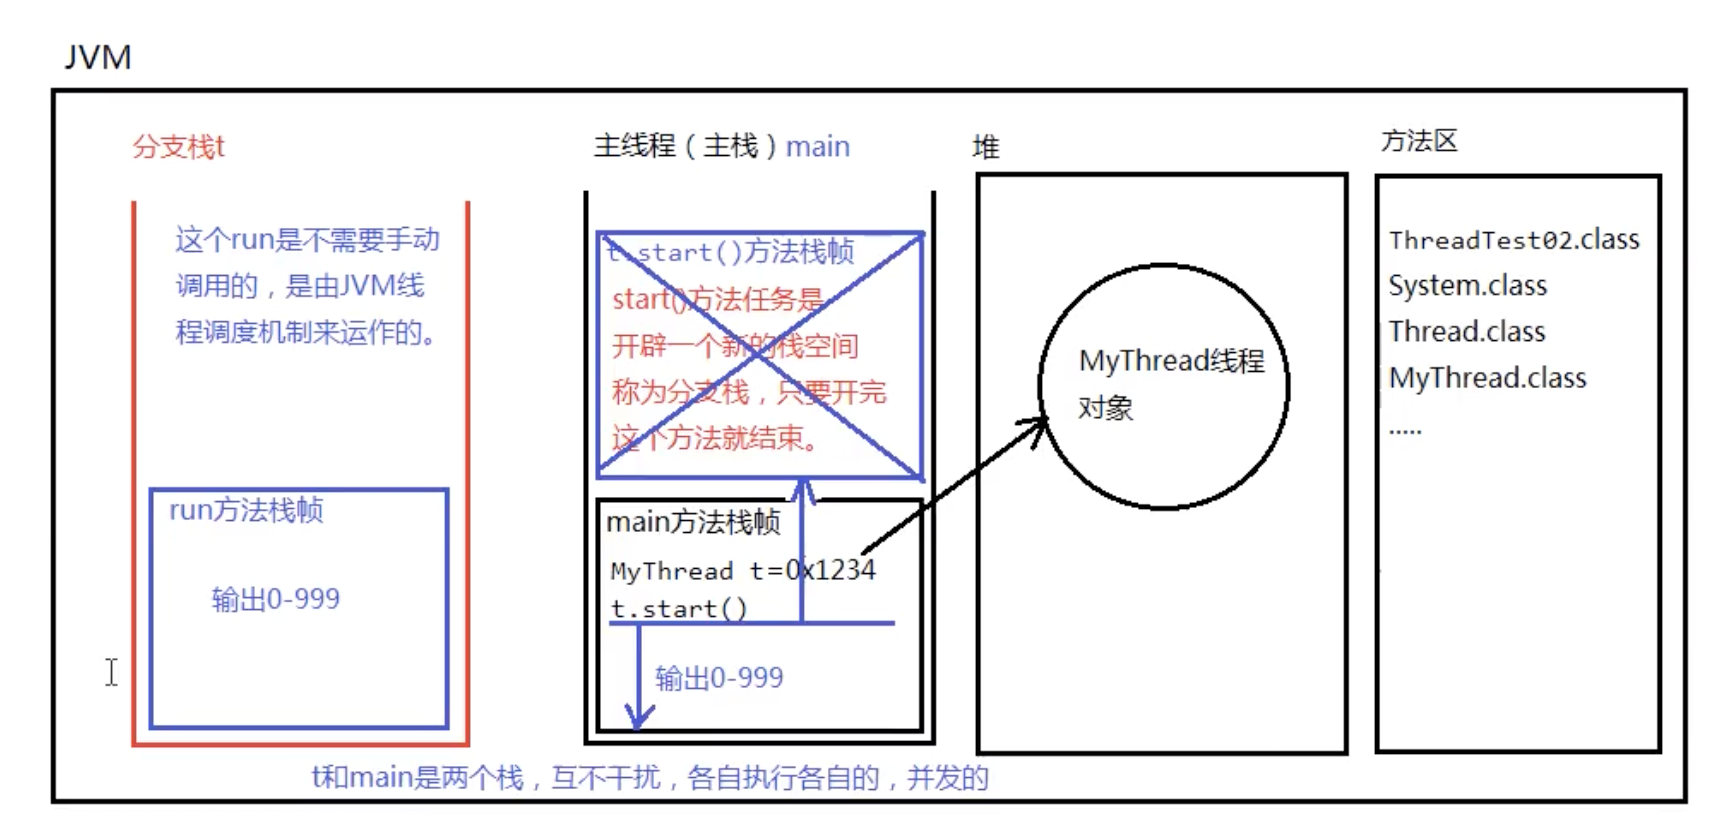 JVM
分支栈t
这个run是不需要手动
调用的，是由JVM线
程调度机制来运作的。
run方法栈帧
输出0-999
主线程（主栈）main
t.start()方法栈帧
start()方法任务是
开辟一个新的栈空间
称为分支栈，只要开完
这个方法就结束。
main方法栈帧
MyThread t=0x1234
t.start()
输出0-999
堆
MyThread线程
对象
方法区
ThreadTest02.class
System.class
Thread.class
MyThread.class
.....
t和main是两个栈，互不干扰，各自执行各自的，并发的